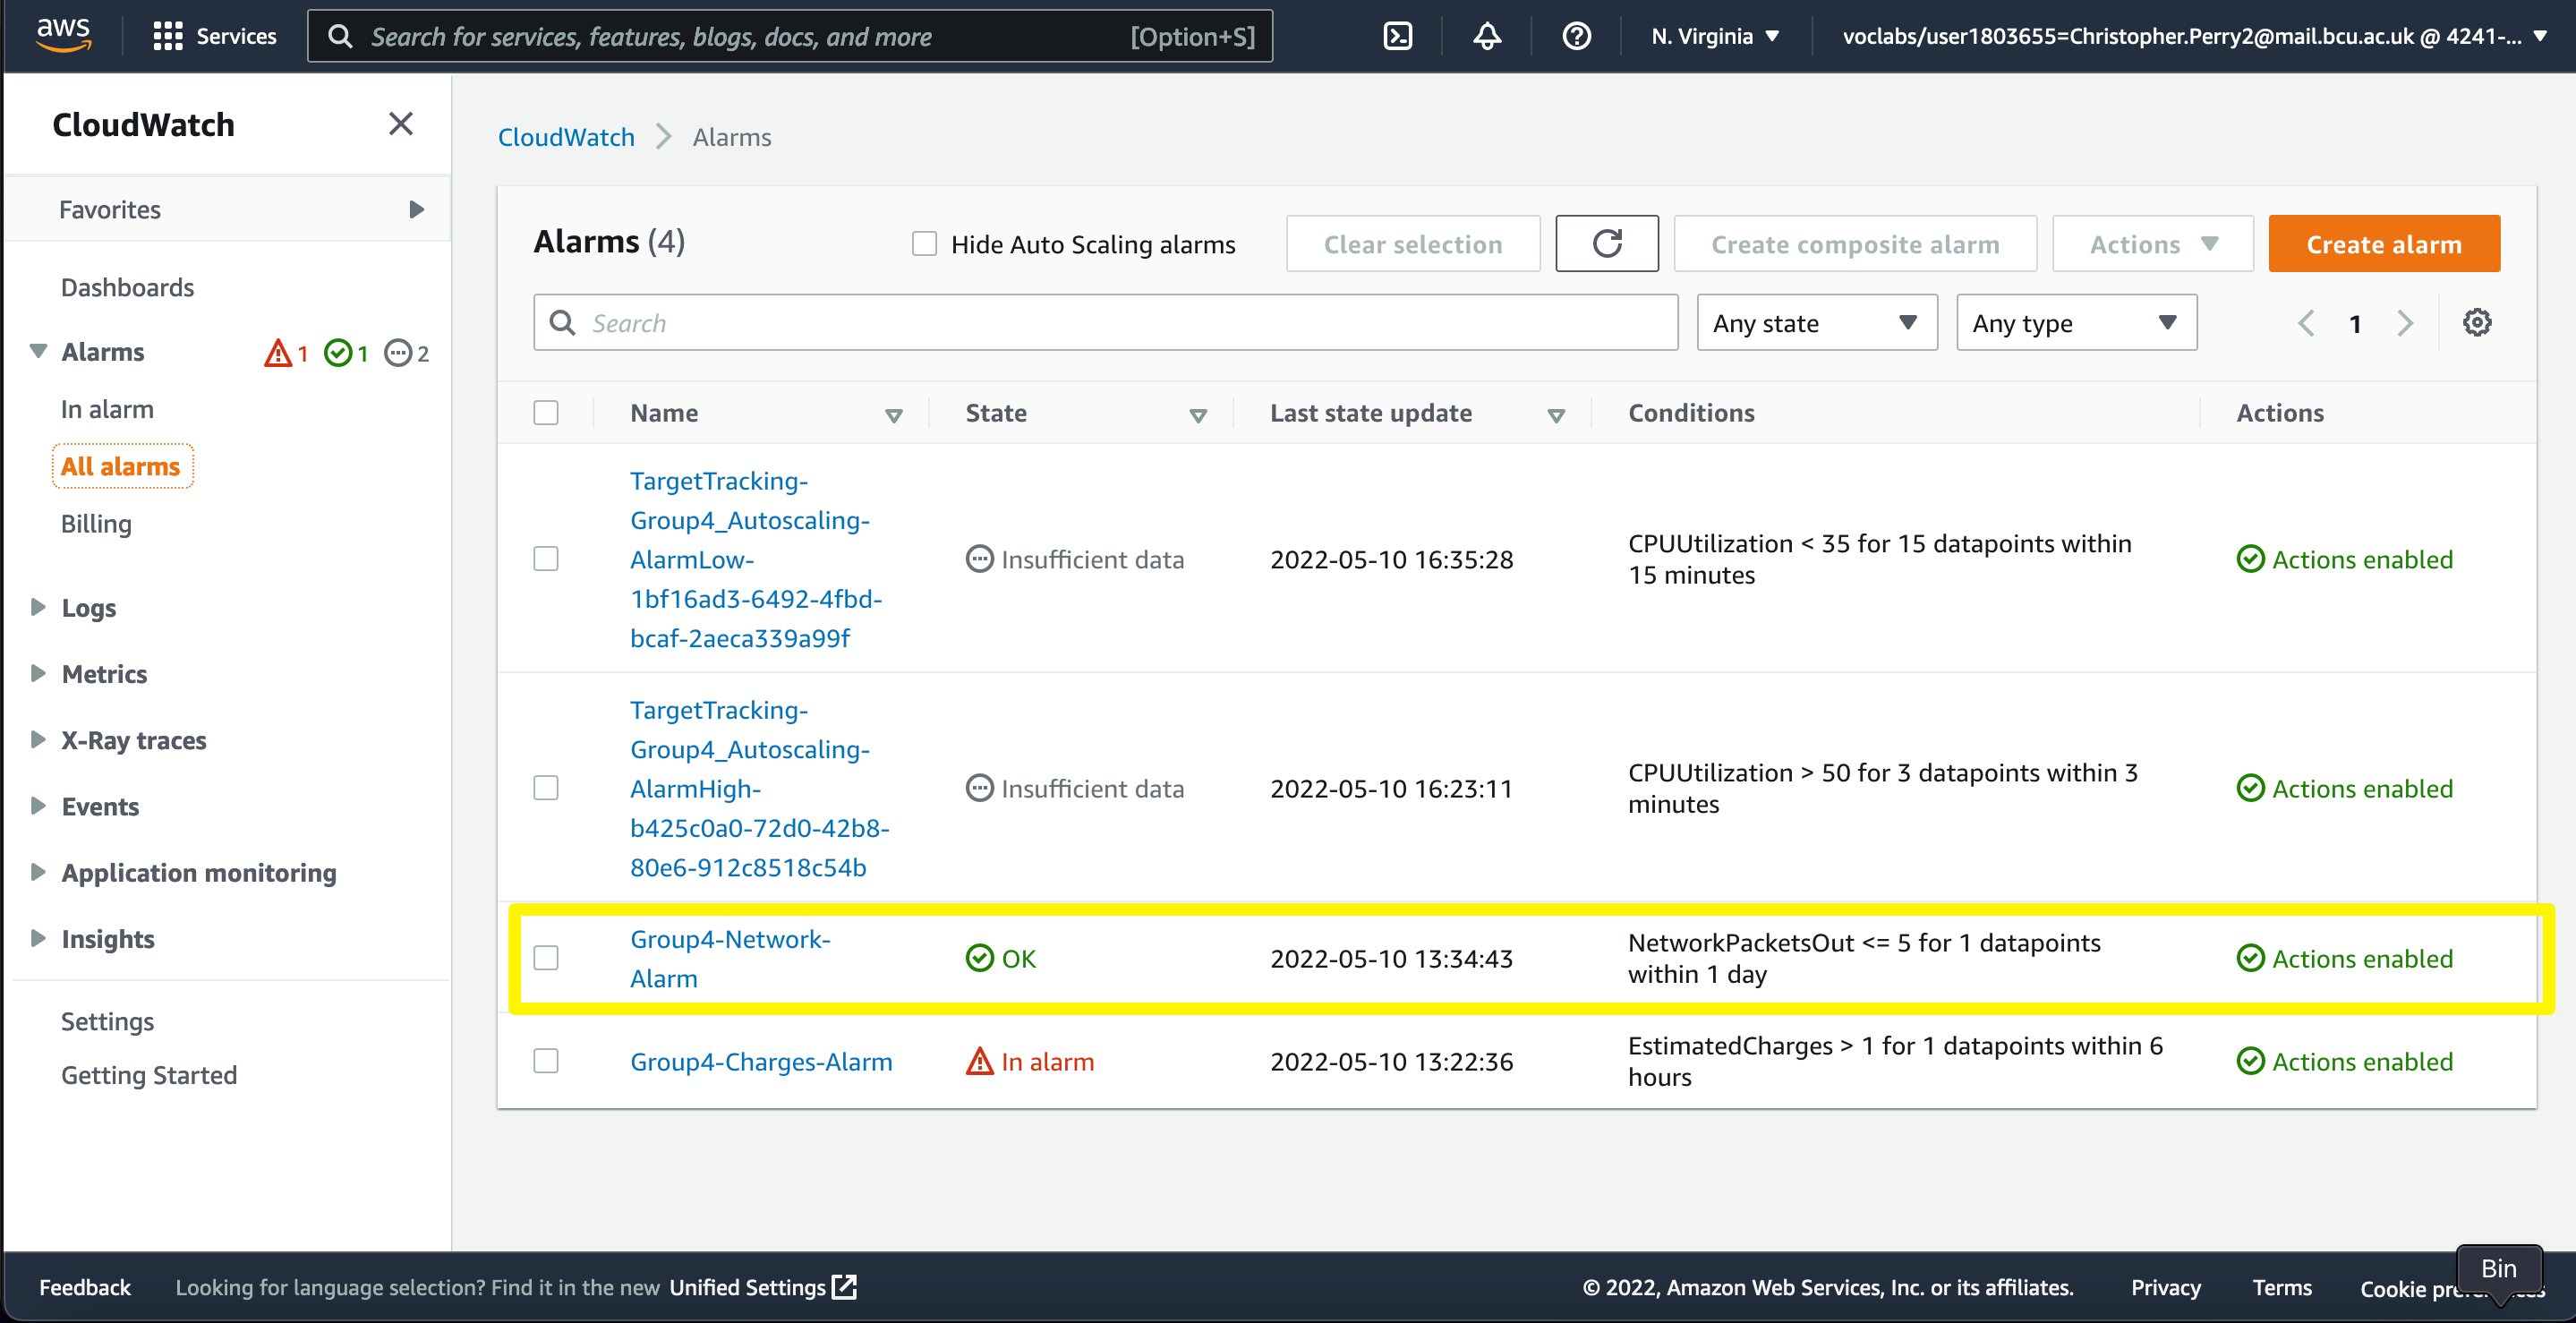 aws
Services
Search for services, features, blogs, docs, and more
[Option+S]
N. Virginia
voclabs/user1803655=Christopher.Perry2@mail.bcu.ac.uk @ 4241-...
CloudWatch
Favorites
Dashboards
Alarms
1
1
2
In alarm
All alarms
Billing
Logs
Metrics
X-Ray traces
Events
Application monitoring
Insights
Settings
Getting Started
CloudWatch
Alarms
Alarms (4)
Hide Auto Scaling alarms
Clear selection
Create composite alarm
Actions
Create alarm
Search
Any state
Any type
1
Name
State
Last state update
Conditions
Actions
TargetTracking-
Group4_Autoscaling-
AlarmLow-
1bf16ad3-6492-4fbd-
bcaf-2aeca339a99f
Insufficient data
2022-05-10 16:35:28
CPUUtilization < 35 for 15 datapoints within
15 minutes
Actions enabled
TargetTracking-
Group4_Autoscaling-
AlarmHigh-
b425c0a0-72d0-42b8-
80e6-912c8518c54b
Insufficient data
2022-05-10 16:23:11
CPUUtilization > 50 for 3 datapoints within 3
minutes
Actions enabled
Group4-Network-
Alarm
OK
2022-05-10 13:34:43
NetworkPacketsOut <= 5 for 1 datapoints
within 1 day
Actions enabled
Group4-Charges-Alarm
In alarm
2022-05-10 13:22:36
EstimatedCharges > 1 for 1 datapoints within 6
hours
Actions enabled
Feedback
Looking for language selection? Find it in the new Unified Settings
© 2022, Amazon Web Services, Inc. or its affiliates.
Privacy
Terms
Cookie
Bin